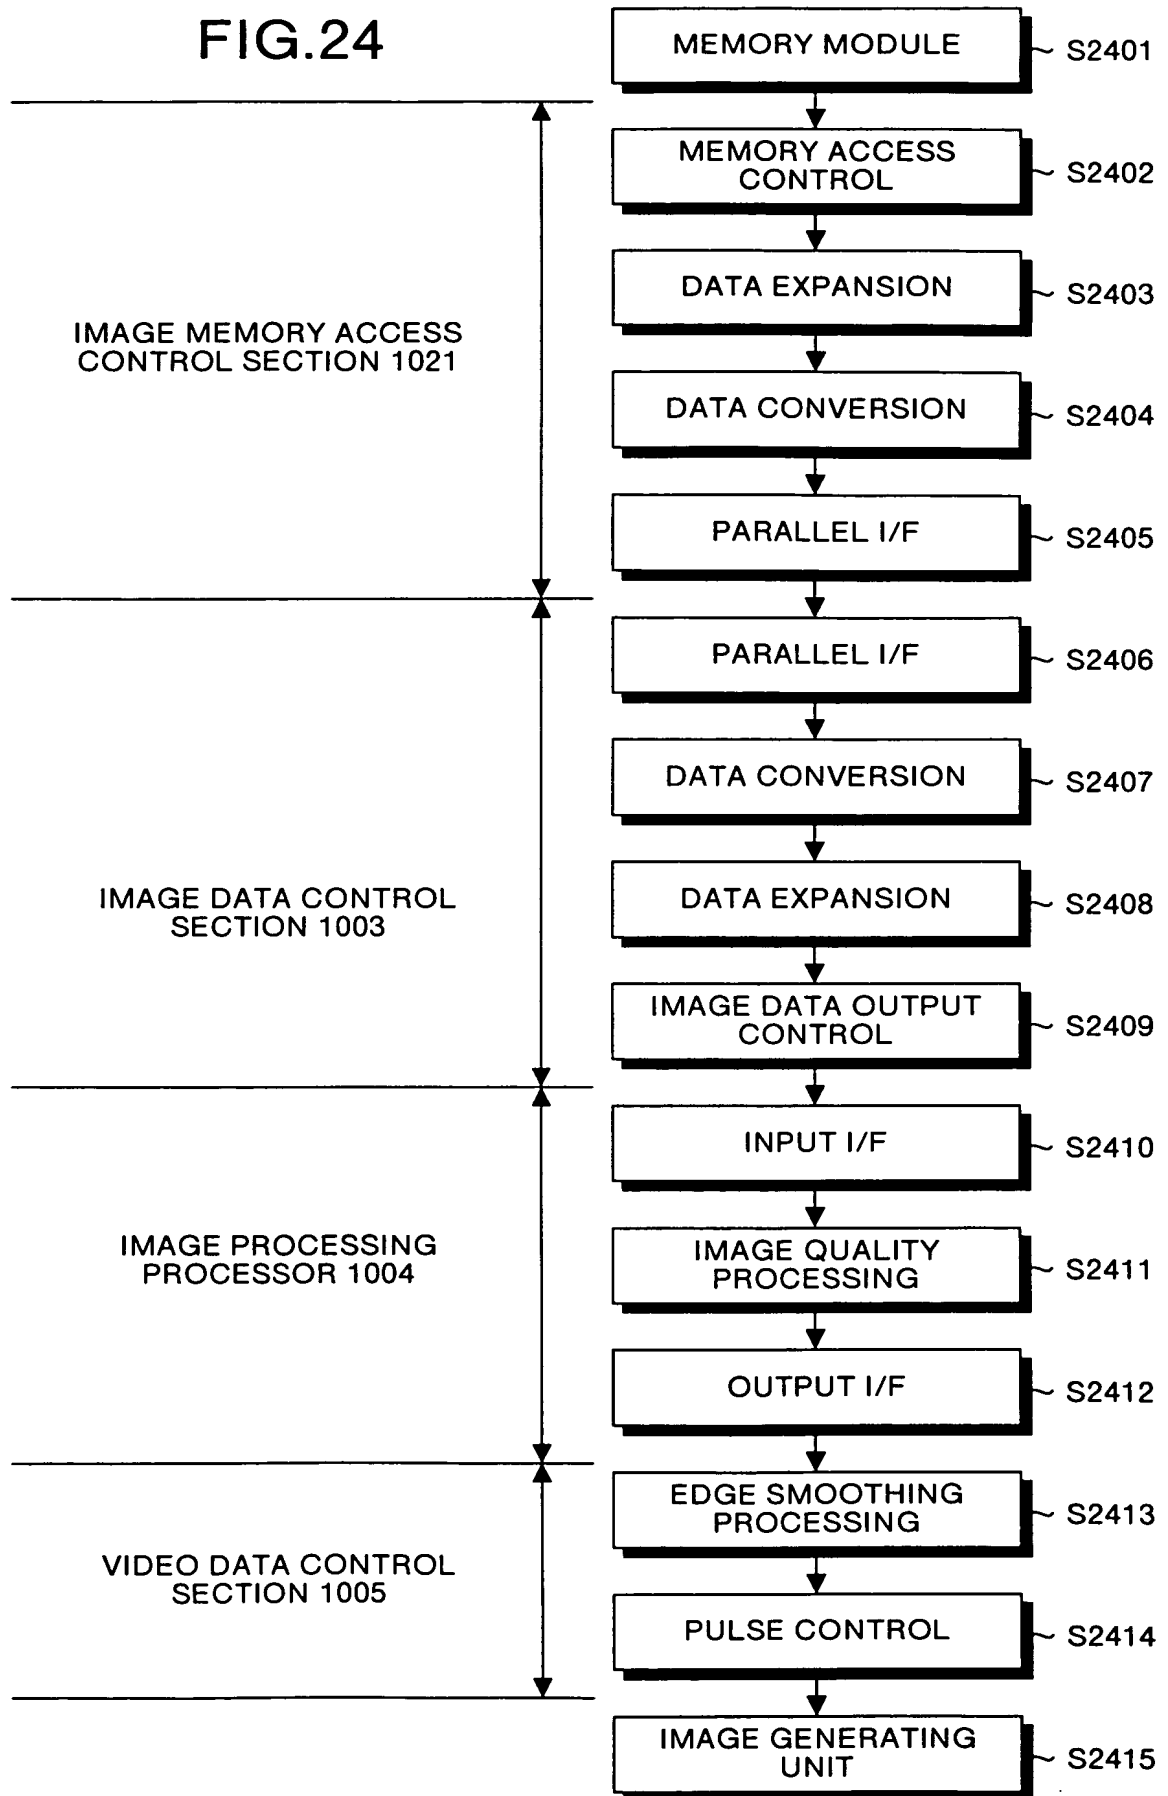 FIG.24
MEMORY MODULE
S2401
MEMORY ACCESS
CONTROL
S2402
DATA EXPANSION
S2403
IMAGE MEMORY ACCESS
CONTROL SECTION 1021
DATA CONVERSION
S2404
PARALLEL I/F
S2405
PARALLEL I/F
S2406
DATA CONVERSION
S2407
IMAGE DATA CONTROL
SECTION 1003
DATA EXPANSION
S2408
IMAGE DATA OUTPUT
CONTROL
S2409
INPUT I/F
S2410
IMAGE PROCESSING
PROCESSOR 1004
IMAGE QUALITY
PROCESSING
S2411
OUTPUT I/F
S2412
EDGE SMOOTHING
PROCESSING
S2413
VIDEO DATA CONTROL
SECTION 1005
PULSE CONTROL
S2414
IMAGE GENERATING
UNIT
S2415